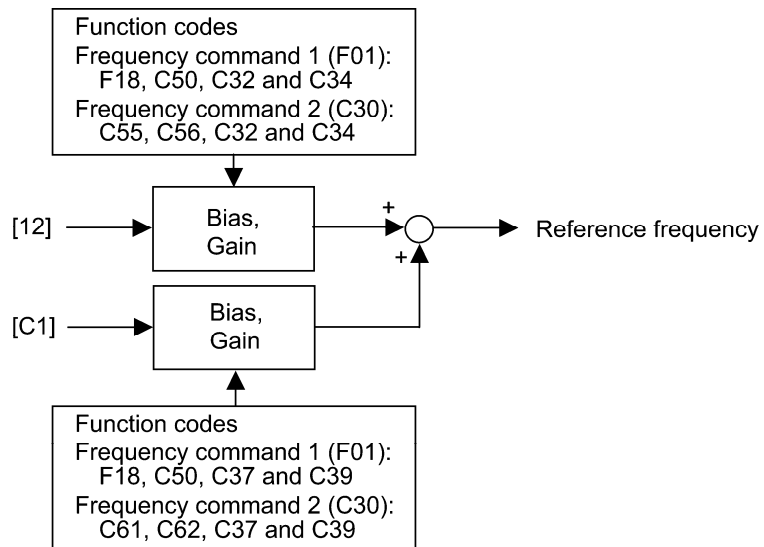 Function codes
Frequency command 1 (F01):
F18, C50, C32 and C34
Frequency command 2 (C30):
C55, C56, C32 and C34
[12]
Bias,
Gain
+
+
Reference frequency
[C1]
Bias,
Gain
Function codes
Frequency command 1 (F01):
F18, C50, C37 and C39
Frequency command 2 (C30):
C61, C62, C37 and C39